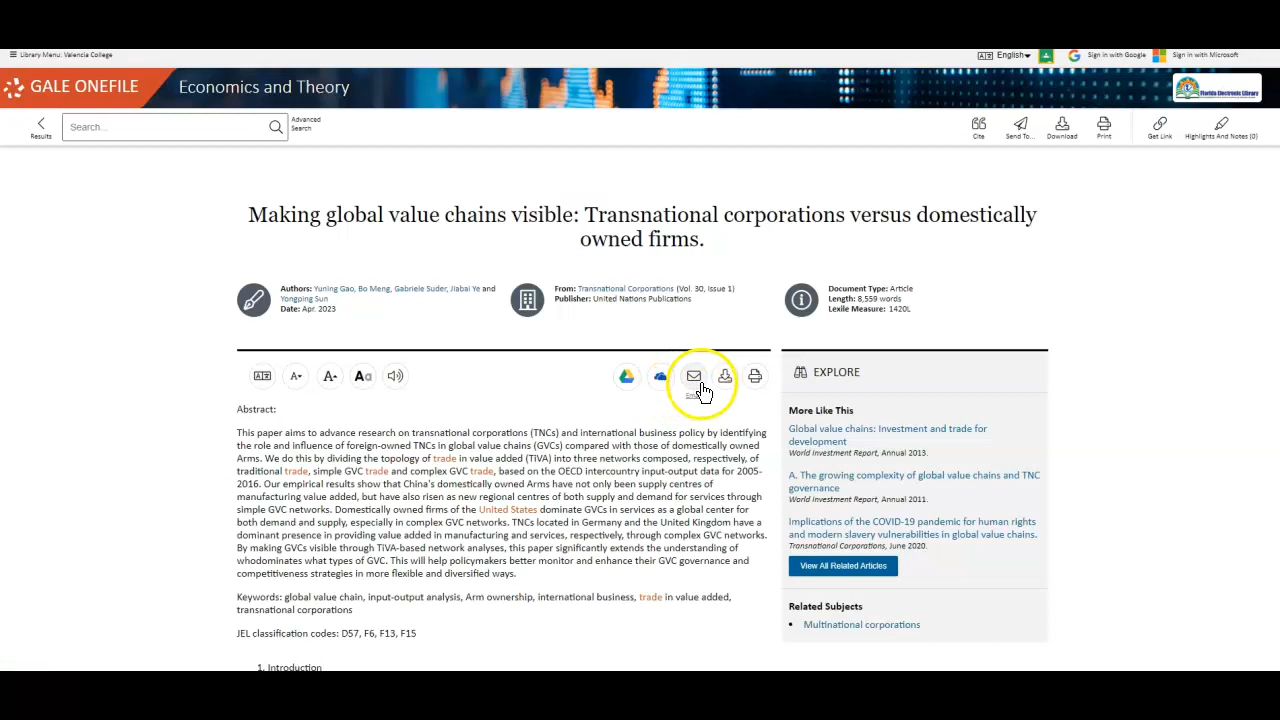 Library Menu: Valencia College
English
Sign in with Google
Sign in with Microsoft
GALE ONEFILE
Economics and Theory
Florida Electronic Library
Results
Search...
Advanced
Search
Cite
Send To...
Download
Print
Get Link
Highlights And Notes (0)
Making global value chains visible: Transnational corporations versus domestically
owned firms.
Authors: Yuning Gao, Bo Meng, Gabriele Suder, Jiabai Ye and
Yongping Sun
Date: Apr. 2023
From: Transnational Corporations (Vol. 30, Issue 1)
Publisher: United Nations Publications
Document Type: Article
Length: 8,559 words
Lexile Measure: 1420L
A
A
Aa
EXPLORE
Abstract:
This paper aims to advance research on transnational corporations (TNCs) and international business policy by identifying
the role and influence of foreign-owned TNCs in global value chains (GVCs) compared with those of domestically owned
Arms. We do this by dividing the topology of trade in value added (TIVA) into three networks composed, respectively, of
traditional trade, simple GVC trade and complex GVC trade, based on the OECD intercountry input-output data for 2005-
2016. Our empirical results show that China's domestically owned Arms have not only been supply centres of
manufacturing value added, but have also risen as new regional centres of both supply and demand for services through
simple GVC networks. Domestically owned firms of the United States dominate GVCs in services as a global center for
both demand and supply, especially in complex GVC networks. TNCs located in Germany and the United Kingdom have a
dominant presence in providing value added in manufacturing and services, respectively, through complex GVC networks.
By making GVCs visible through TIVA-based network analyses, this paper significantly extends the understanding of
whodominates what types of GVC. This will help policymakers better monitor and enhance their GVC governance and
competitiveness strategies in more flexible and diversified ways.
Keywords: global value chain, input-output analysis, Arm ownership, international business, trade in value added,
transnational corporations
JEL classification codes: D57, F6, F13, F15
1. Introduction
More Like This
Global value chains: Investment and trade for
development
World Investment Report, Annual 2013.
A. The growing complexity of global value chains and TNC
governance
World Investment Report, Annual 2011.
Implications of the COVID-19 pandemic for human rights
and modern slavery vulnerabilities in global value chains.
Transnational Corporations, June 2020.
View All Related Articles
Related Subjects
• Multinational corporations